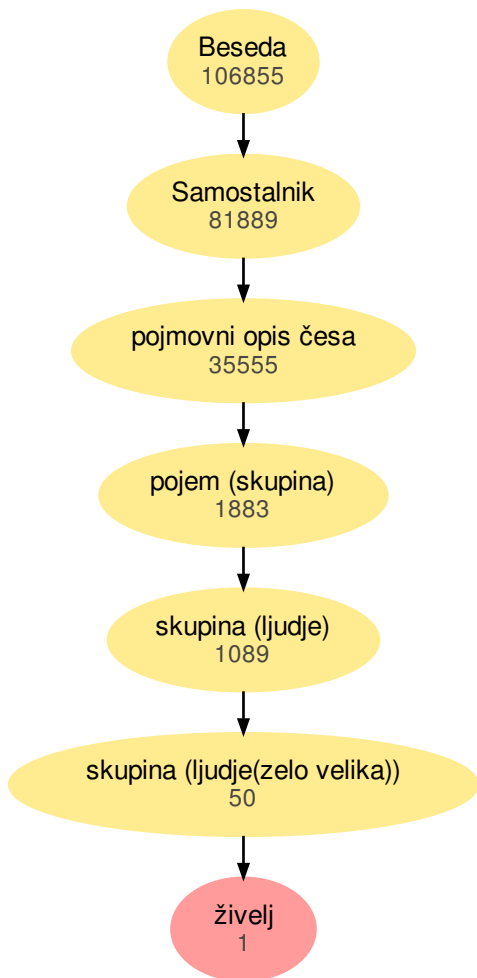 Beseda
106855
Samostalnik
81889
pojmovni opis česa
35555
pojem (skupina)
1883
skupina (ljudje)
1089
skupina (ljudje(zelo velika))
50
živelj
1